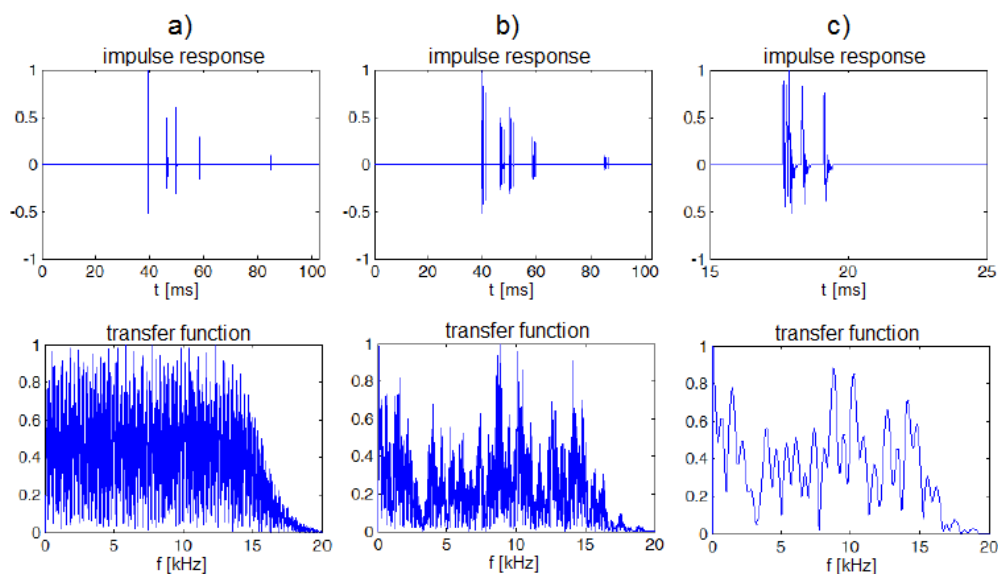 a) b) c)
impulse response impulse response impulse response
1 1 1
0.5 0.5 0.5
0 0 0
-0.5 -0.5 0.5
-1 -1 -1
0 20 40 60 80 100 0 20 40 60 80 100 15 20 25
t [ms] t [ms] t [ms]
transfer function transfer function transfer function
1 1 1
0.8 0.8 0.8
0.6 0.6 0.6
0.4 0.4 0.4
0.2 0.2 0.2
0 0 0
0 5 10 15 20 0 5 10 15 20 0 5 10 15 20
f [kHz] f [kHz] f [kHz]